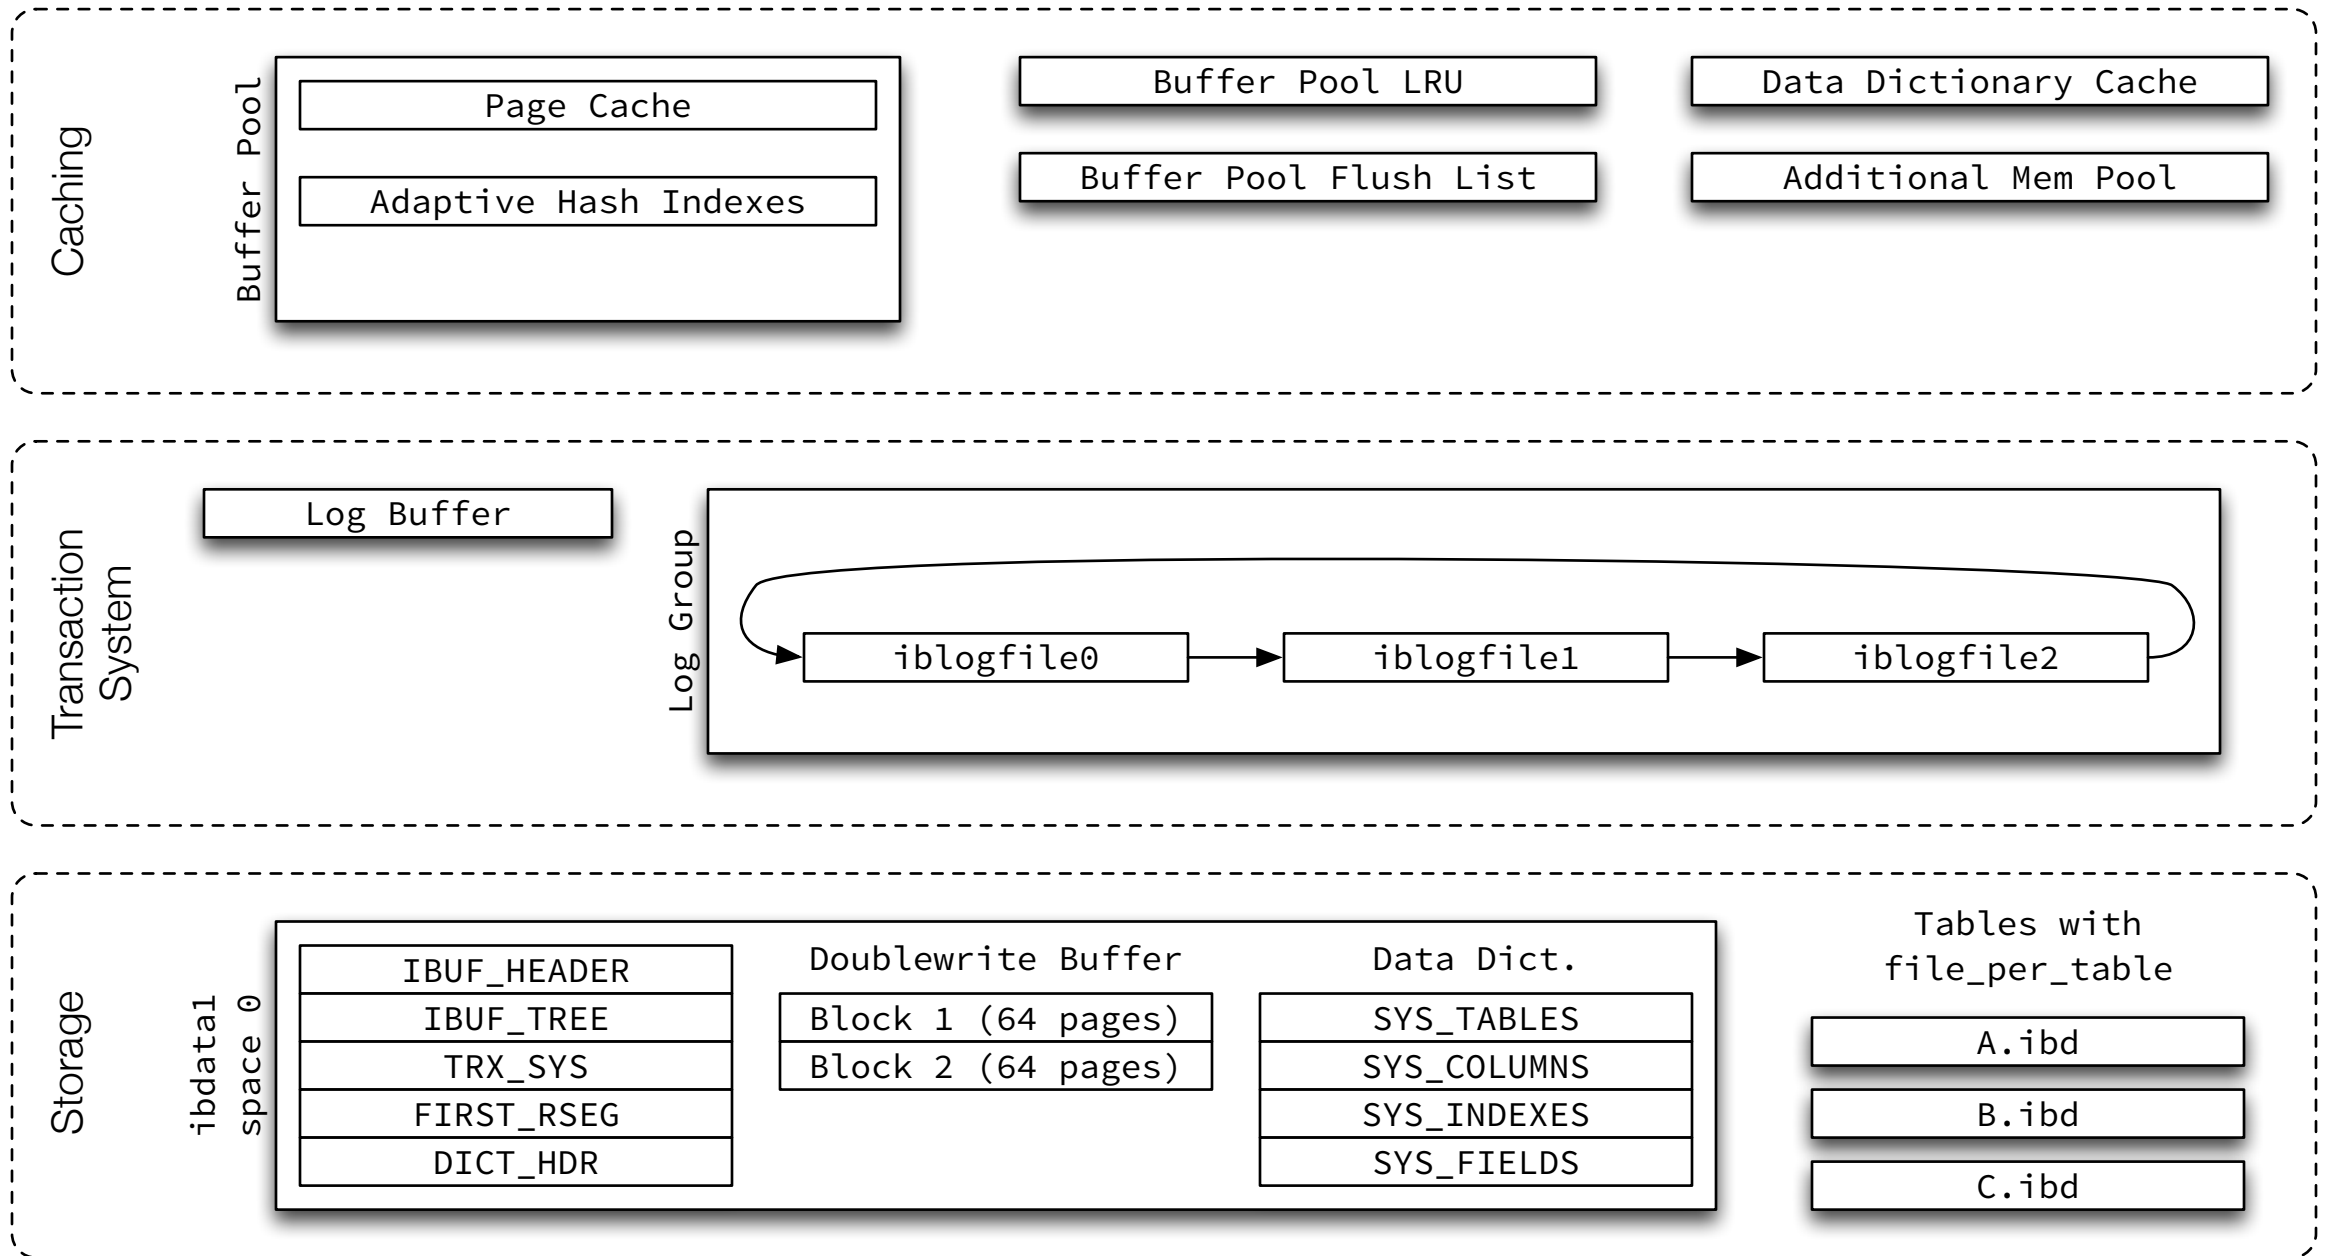 Caching
Buffer Pool
Page Cache
Adaptive Hash Indexes
Buffer Pool LRU
Buffer Pool Flush List
Data Dictionary Cache
Additional Mem Pool
Transaction
System
Log Buffer
Log Group
iblogfile0
iblogfile1
iblogfile2
Storage
ibdata1
space 0
IBUF_HEADER
IBUF_TREE
TRX_SYS
FIRST_RSEG
DICT_HDR
Doublewrite Buffer
Block 1 (64 pages)
Block 2 (64 pages)
Data Dict.
SYS_TABLES
SYS_COLUMNS
SYS_INDEXES
SYS_FIELDS
Tables with
file_per_table
A.ibd
B.ibd
C.ibd